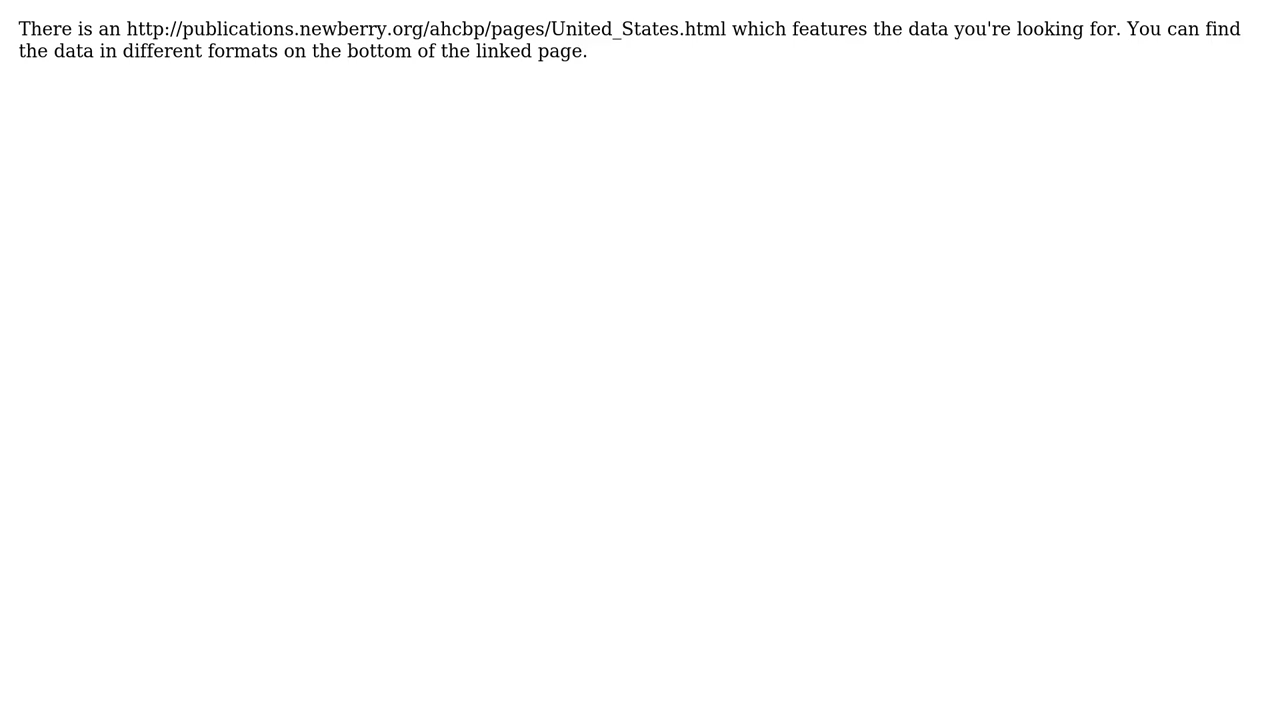 There is an http://publications.newberry.org/ahcbp/pages/United_States.html which features the data you're looking for. You can find
the data in different formats on the bottom of the linked page.